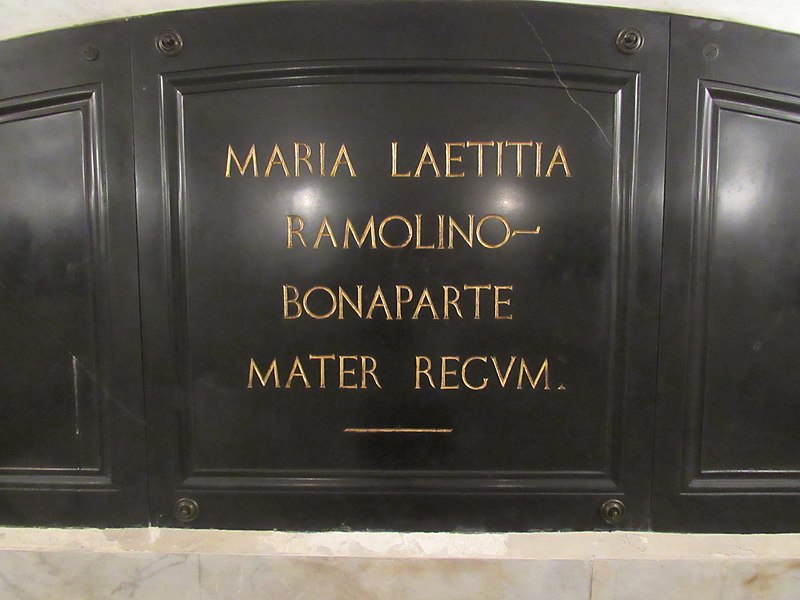 MARIA LAETITIA
RAMOLINO-
BONAPARTE
MATER REGVM.